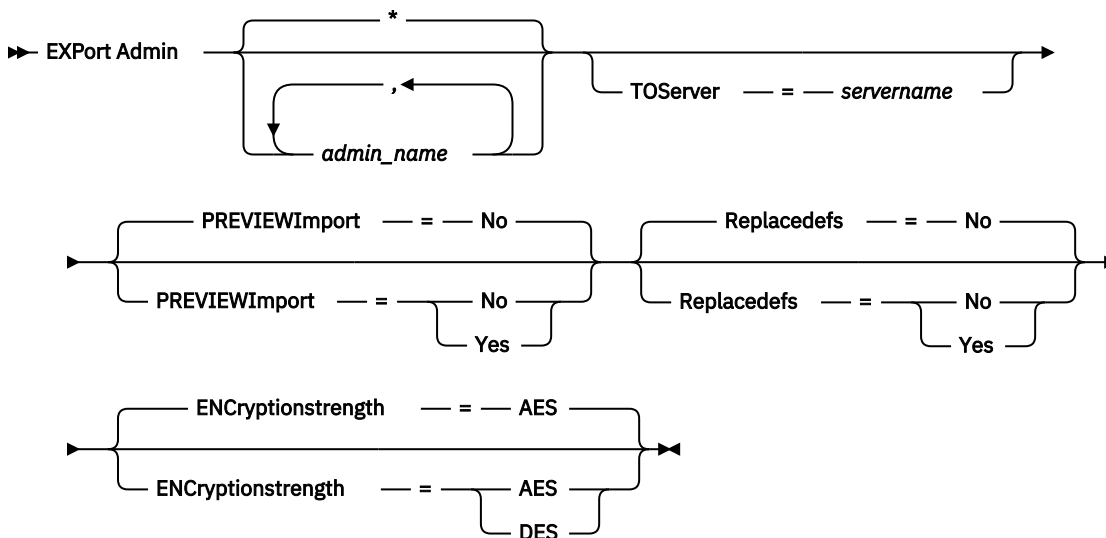 *
EXPort Admin
,
TOServer = servername
admin_name
PREVIEWImport = No
Replacedefs = No
PREVIEWImport = No
Replacedefs = No
Yes
Yes
ENCryptionstrength = AES
ENCryptionstrength = AES
DES